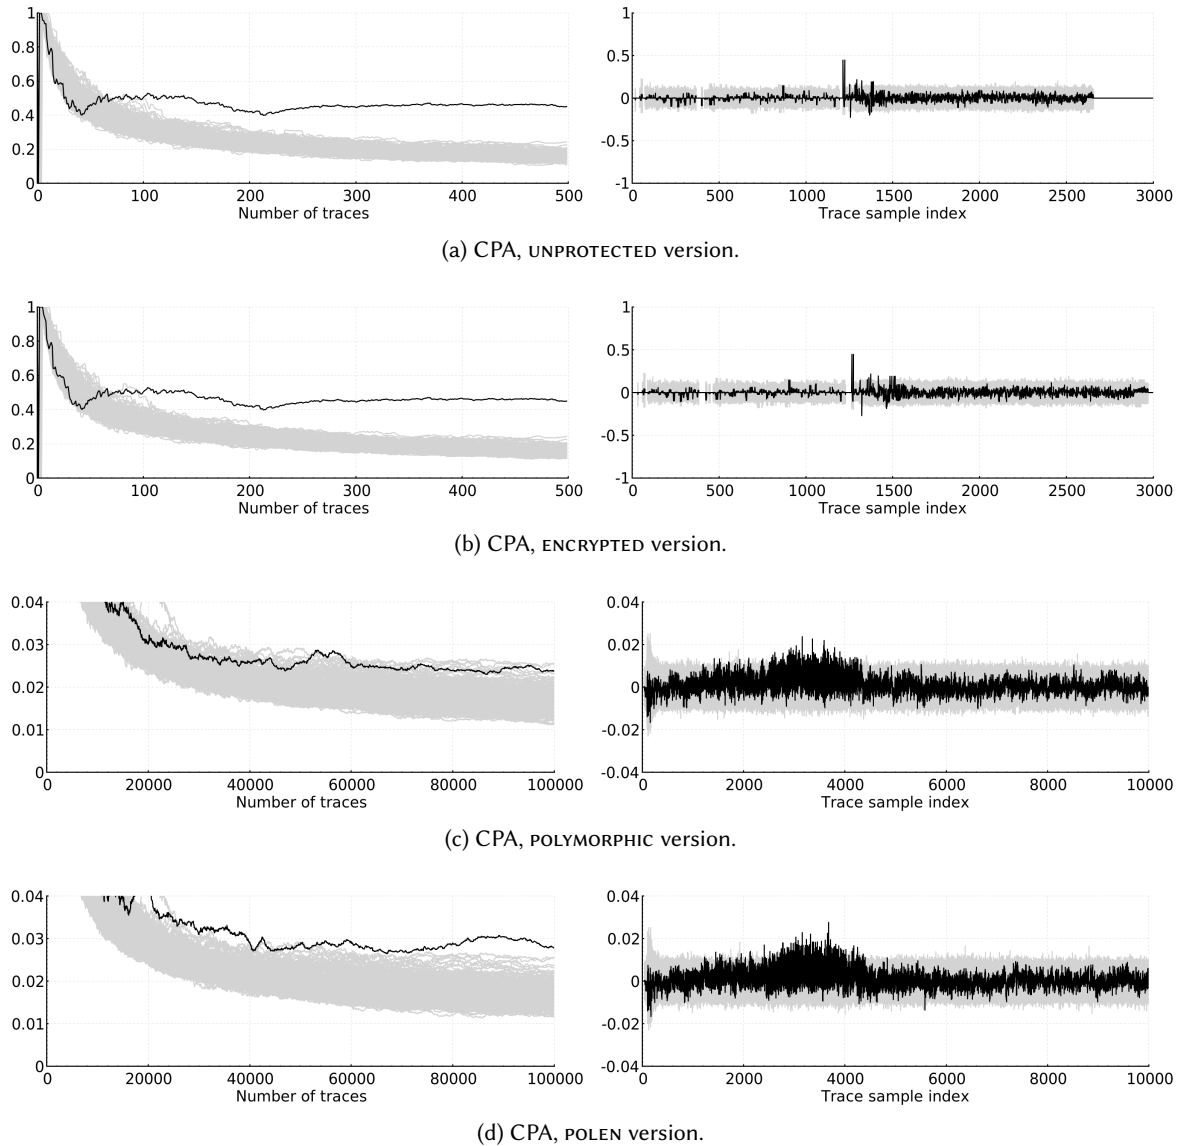 1
0.8
0.6
0.4
0.2
0
0 100 200 300 400 500
Number of traces
1
0.5
0
-0.5
-1
0 500 1000 1500 2000 2500 3000
Trace sample index
(a) CPA, UNPROTECTED version.
1
0.8
0.6
0.4
0.2
0
0 100 200 300 400 500
Number of traces
1
0.5
0
-0.5
-1
0 500 1000 1500 2000 2500 3000
Trace sample index
(b) CPA, ENCRYPTED version.
0.04
0.03
0.02
0.01
0
0 20000 40000 60000 80000 100000
Number of traces
0.04
0.02
0
-0.02
-0.04
0 2000 4000 6000 8000 10000
Trace sample index
(c) CPA, POLYMORPHIC version.
0.04
0.03
0.02
0.01
0
0 20000 40000 60000 80000 100000
Number of traces
0.04
0.02
0
-0.02
-0.04
0 2000 4000 6000 8000 10000
Trace sample index
(d) CPA, POLEN version.